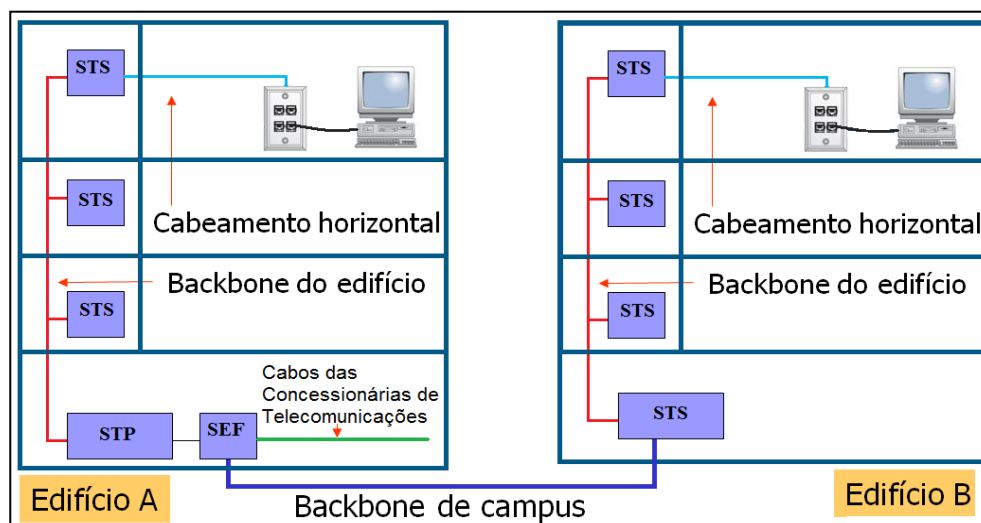 STS
STS
Cabeamento horizontal
Backbone do edifício
STS
Cabos das
Concessionárias de
Telecomunicações
STP
SEF
Edifício A
STS
STS
Cabeamento horizontal
Backbone do edifício
STS
STS
Edifício B
Backbone de campus